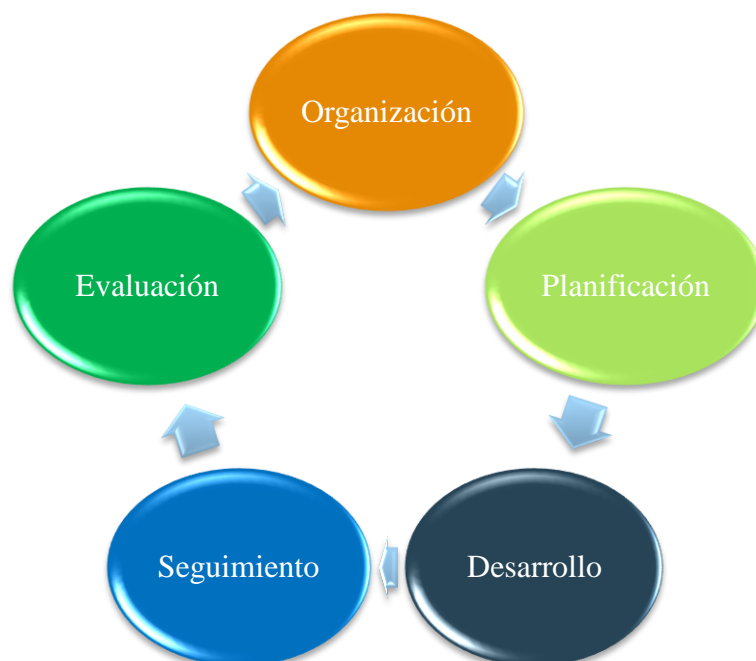 Organización
Planificación
Desarrollo
Seguimiento
Evaluación